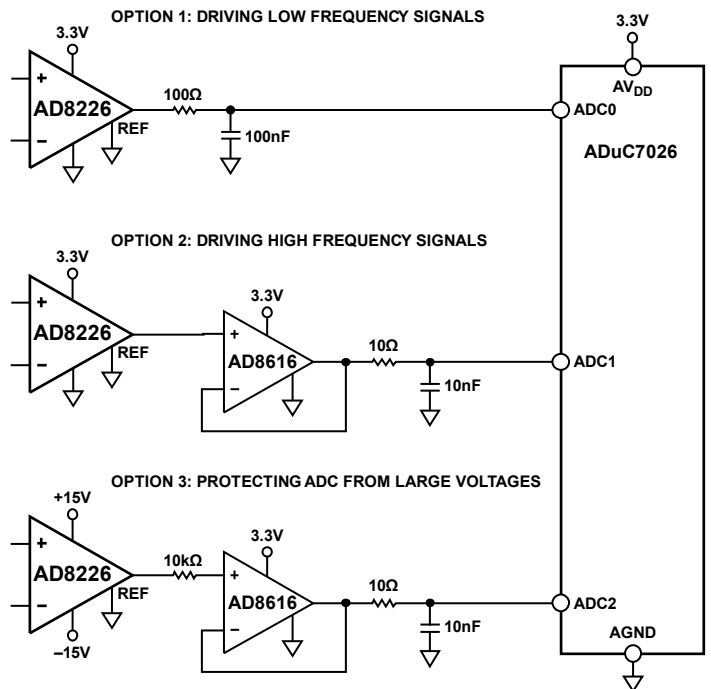 OPTION 1: DRIVING LOW FREQUENCY SIGNALS
3.3V
+
AD8226
−
REF
100Ω
100nF
3.3V
AVDD
ADC0
ADuC7026
OPTION 2: DRIVING HIGH FREQUENCY SIGNALS
3.3V
+
AD8226
−
REF
3.3V
+
AD8616
−
10Ω
10nF
ADC1
OPTION 3: PROTECTING ADC FROM LARGE VOLTAGES
+15V
+
AD8226
−
REF
−15V
10kΩ
3.3V
+
AD8616
−
10Ω
10nF
ADC2
AGND